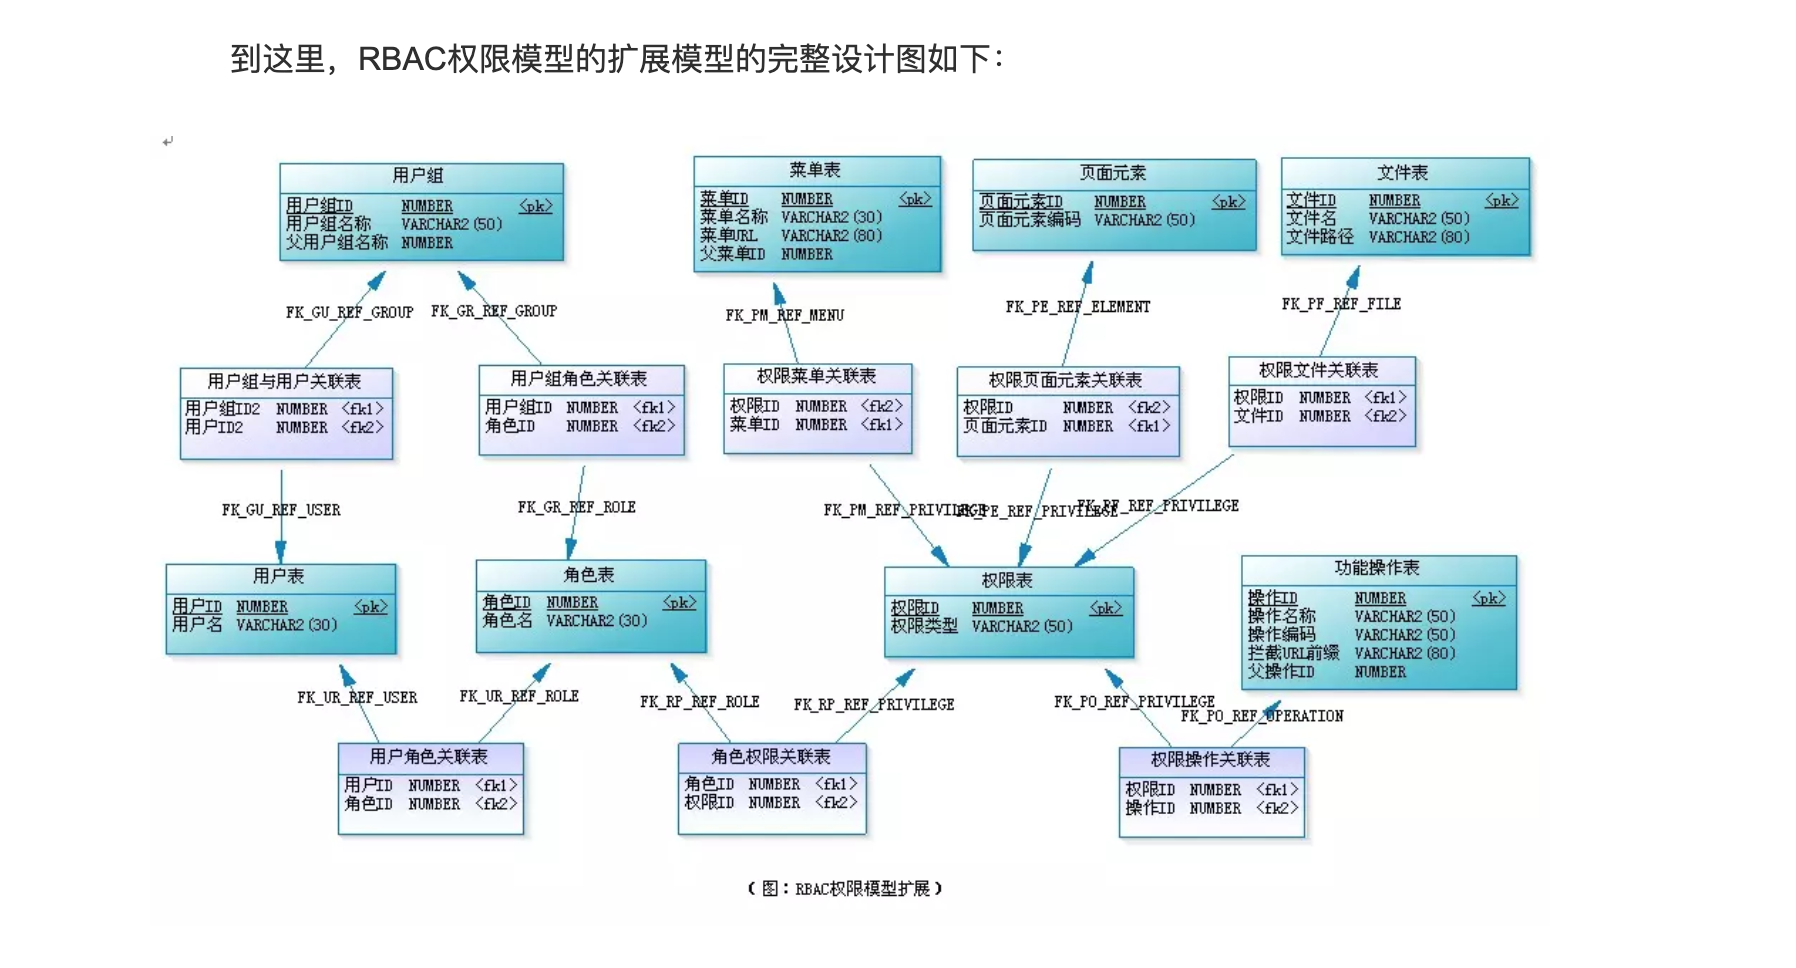 到这里，RBAC权限模型的扩展模型的完整设计图如下：
用户组
用户组ID NUMBER <pk>
用户组名称 VARCHAR2(50)
父用户组名称 NUMBER
菜单表
菜单ID NUMBER <pk>
菜单名称 VARCHAR2(30)
菜单URL VARCHAR2(80)
父菜单ID NUMBER
页面元素
页面元素ID NUMBER <pk>
页面元素编码 VARCHAR2(50)
文件表
文件ID NUMBER <pk>
文件名 VARCHAR2(50)
文件路径 VARCHAR2(80)
FK_GU_REF_GROUP
FK_GR_REF_GROUP
FK_PM_REF_MENU
FK_PE_REF_ELEMENT
FK_PF_REF_FILE
用户组与用户关联表
用户组ID2 NUMBER <fk1>
用户ID2 NUMBER <fk2>
用户组角色关联表
用户组ID NUMBER <fk1>
角色ID NUMBER <fk2>
权限菜单关联表
权限ID NUMBER <fk2>
菜单ID NUMBER <fk1>
权限页面元素关联表
权限ID NUMBER <fk2>
页面元素ID NUMBER <fk1>
权限文件关联表
权限ID NUMBER <fk1>
文件ID NUMBER <fk2>
FK_GU_REF_USER
FK_GR_REF_ROLE
FK_PM_REF_PRIVILEGE
FK_PE_REF_PRIVILEGE
FK_PF_REF_PRIVILEGE
用户表
用户ID NUMBER <pk>
用户名 VARCHAR2(30)
角色表
角色ID NUMBER <pk>
角色名 VARCHAR2(30)
权限表
权限ID NUMBER <pk>
权限类型 VARCHAR2(50)
功能操作表
操作ID NUMBER <pk>
操作名称 VARCHAR2(50)
操作编码 VARCHAR2(50)
拦截URL前缀 VARCHAR2(80)
父操作ID NUMBER
FK_UR_REF_USER
FK_UR_REF_ROLE
FK_RP_REF_ROLE
FK_RP_REF_PRIVILEGE
FK_PO_REF_PRIVILEGE
FK_PO_REF_OPERATION
用户角色关联表
用户ID NUMBER <fk1>
角色ID NUMBER <fk2>
角色权限关联表
角色ID NUMBER <fk1>
权限ID NUMBER <fk2>
权限操作关联表
权限ID NUMBER <fk1>
操作ID NUMBER <fk2>
（图：RBAC权限模型扩展）